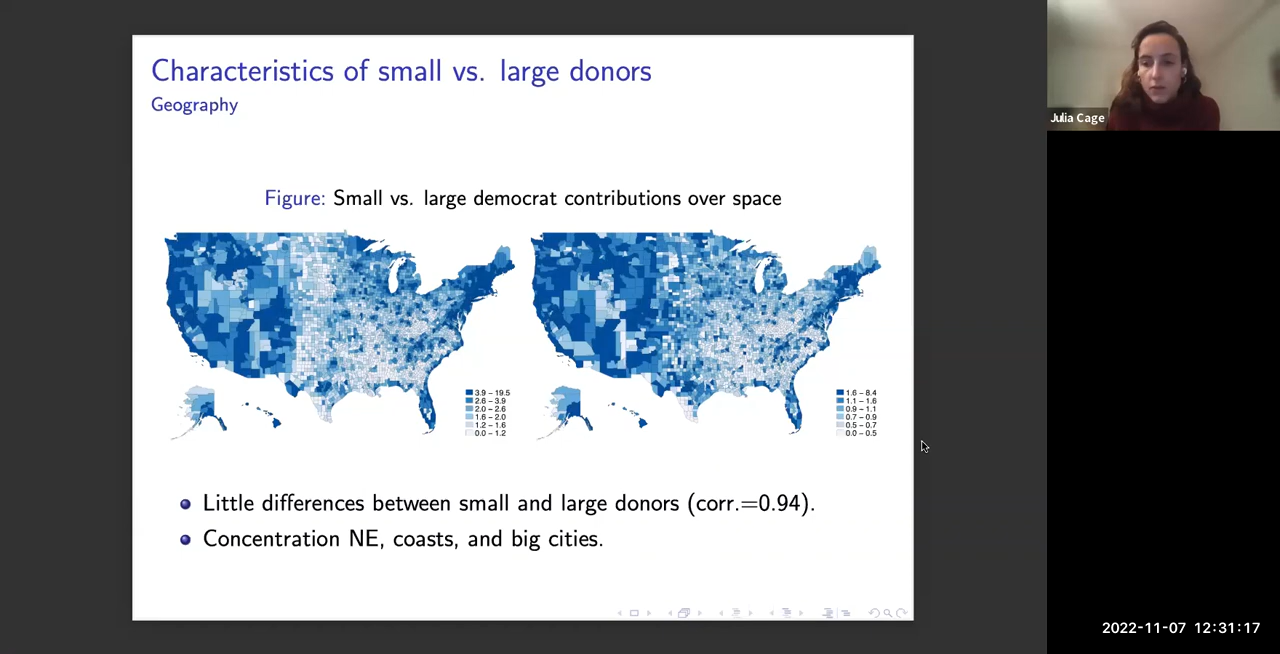 Characteristics of small vs. large donors
Geography
Figure: Small vs. large democrat contributions over space
3.9 – 19.5
2.6 – 3.9
2.0 – 2.6
1.6 – 2.0
1.2 – 1.6
0.0 – 1.2
1.6 – 8.4
1.1 – 1.6
0.9 – 1.1
0.7 – 0.9
0.5 – 0.7
0.0 – 0.5
Little differences between small and large donors (corr.=0.94).
Concentration NE, coasts, and big cities.
Julia Cage
2022-11-07 12:31:17